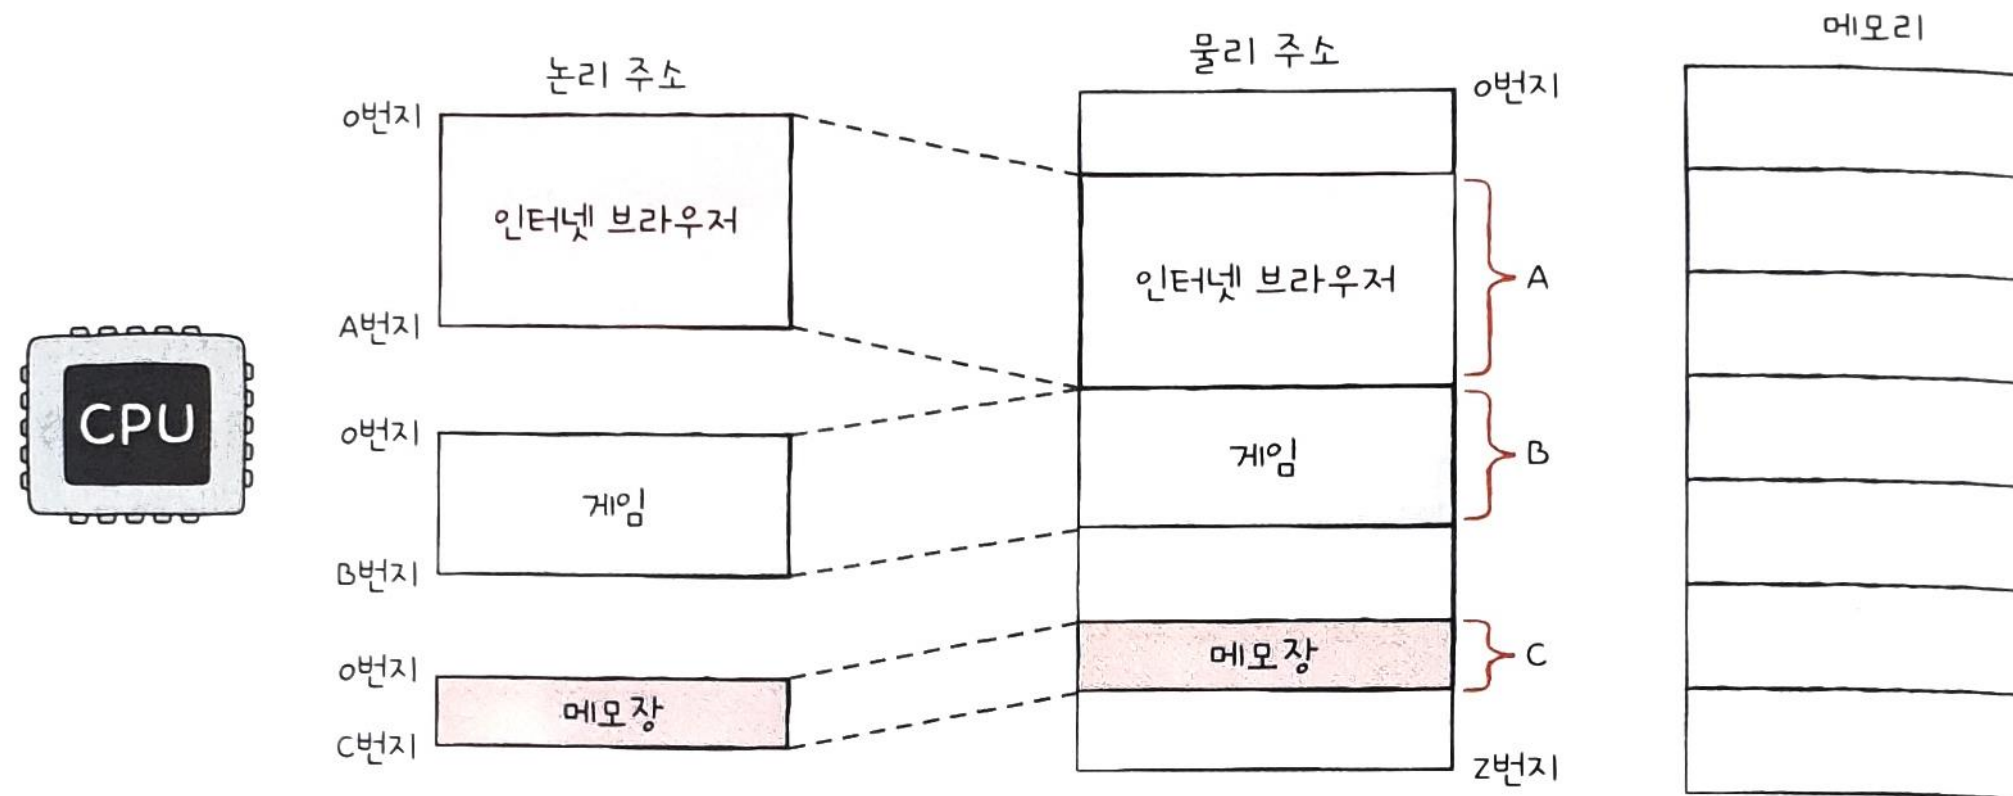 메모리
물리 주소
논리 주소
0번지
0번지
인터넷 브라우저
인터넷 브라우저
A
A번지
CPU
0번지
게임
B
게임
B번지
0번지
메모장
C
메모장
C번지
Z번지